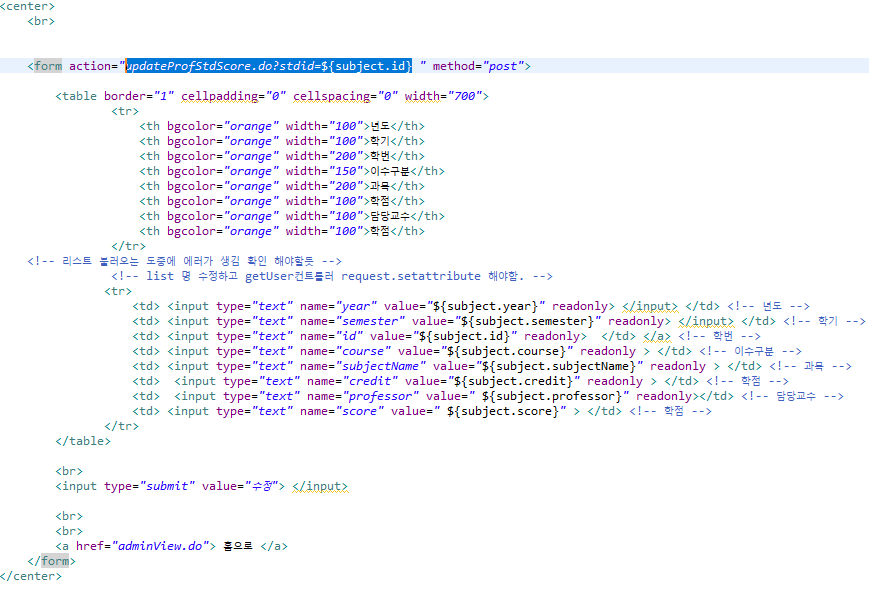 <center>
<br>
<form action="updateProfStdScore.do?stdid=${subject.id} " method="post">
<table border="1" cellpadding="0" cellspacing="0" width="700">
<tr>
<th bgcolor="orange" width="100">년도</th>
<th bgcolor="orange" width="100">학기</th>
<th bgcolor="orange" width="200">학번</th>
<th bgcolor="orange" width="150">이수구분</th>
<th bgcolor="orange" width="200">과목</th>
<th bgcolor="orange" width="100">학점</th>
<th bgcolor="orange" width="100">담당교수</th>
<th bgcolor="orange" width="100">학점</th>
</tr>
<!-- 리스트 불러오는 도중에 에러가 생김 확인 해야할듯 -->
<!-- list 명 수정하고 getUser컨트롤러 request.setattribute 해야함. -->
<tr>
<td> <input type="text" name="year" value="${subject.year}" readonly> </input> </td> <!-- 년도 -->
<td> <input type="text" name="semester" value="${subject.semester}" readonly> </input> </td> <!-- 학기 -->
<td> <input type="text" name="id" value="${subject.id}" readonly>  </td> </a> <!-- 학번 -->
<td> <input type="text" name="course" value="${subject.course}" readonly > </td> <!-- 이수구분 -->
<td> <input type="text" name="subjectName" value="${subject.subjectName}" readonly > </td> <!-- 과목 -->
<td>  <input type="text" name="credit" value="${subject.credit}" readonly > </td> <!-- 학점 -->
<td> <input type="text" name="professor" value=" ${subject.professor}" readonly></td> <!-- 담당교수 -->
<td> <input type="text" name="score" value=" ${subject.score}" > </td> <!-- 학점 -->
</tr>
</table>
<br>
<input type="submit" value="수정"> </input>
<br>
<br>
<a href="adminView.do"> 홈으로 </a>
</form>
</center>